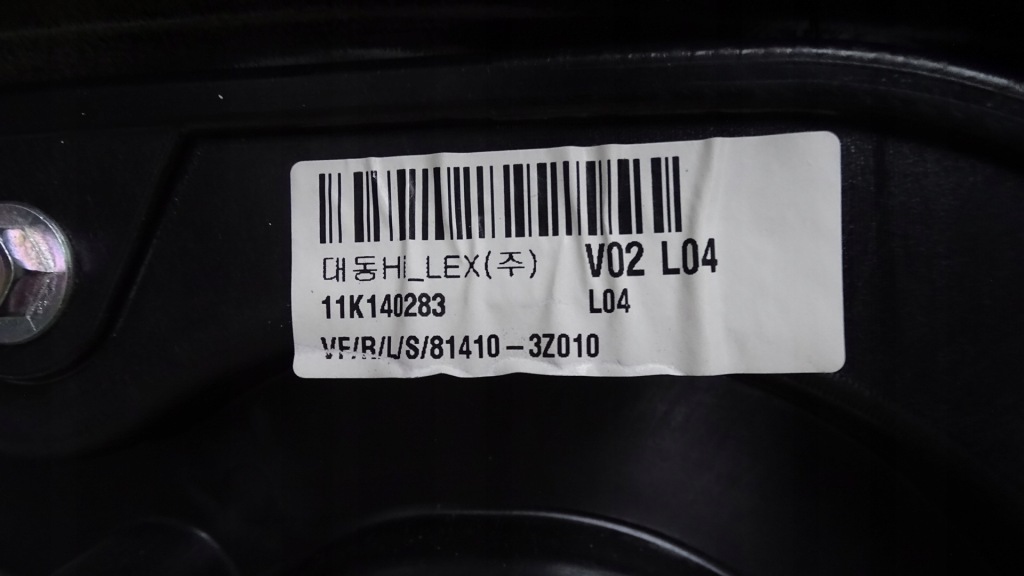 대동Hi_LEX(주) V02 L04
11K140283 L04
VF/R/L/S/81410-3Z010